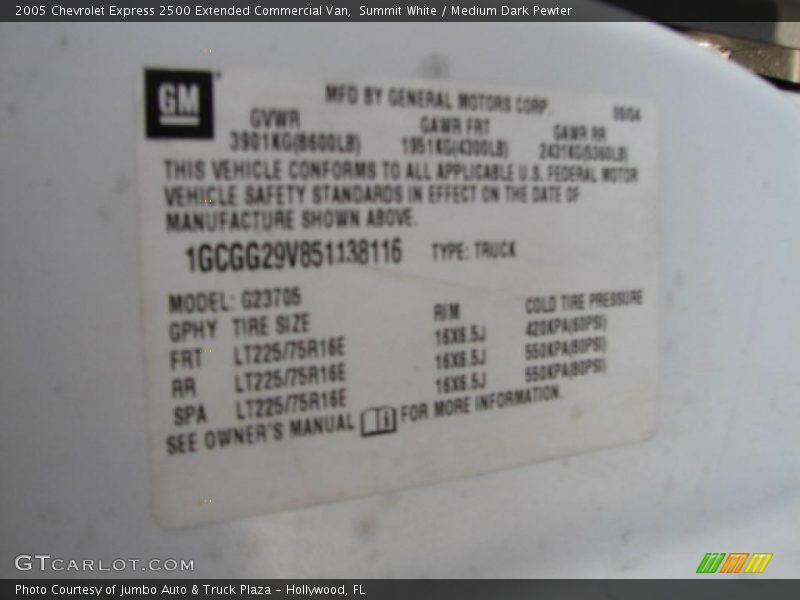 2005 Chevrolet Express 2500 Extended Commercial Van,  Summit White / Medium Dark Pewter
GM
MFD BY GENERAL MOTORS CORP.
GVWR GAWR FRT GAWR RR
3901KG(8600LB) 1951KG(4300LB) 2431KG(5360LB)
THIS VEHICLE CONFORMS TO ALL APPLICABLE U.S. FEDERAL MOTOR
VEHICLE SAFETY STANDARDS IN EFFECT ON THE DATE OF
MANUFACTURE SHOWN ABOVE.
1GCGG29V851138116 TYPE: TRUCK
MODEL: G23705
GPHY TIRE SIZE RIM COLD TIRE PRESSURE
FRT LT225/75R16E 16X6.5J 420KPA(60PSI)
RR LT225/75R16E 16X6.5J 550KPA(80PSI)
SPA LT225/75R16E 16X6.5J 550KPA(80PSI)
SEE OWNER'S MANUAL FOR MORE INFORMATION.
GTCARLOT.COM
Photo Courtesy of Jumbo Auto & Truck Plaza – Hollywood, FL